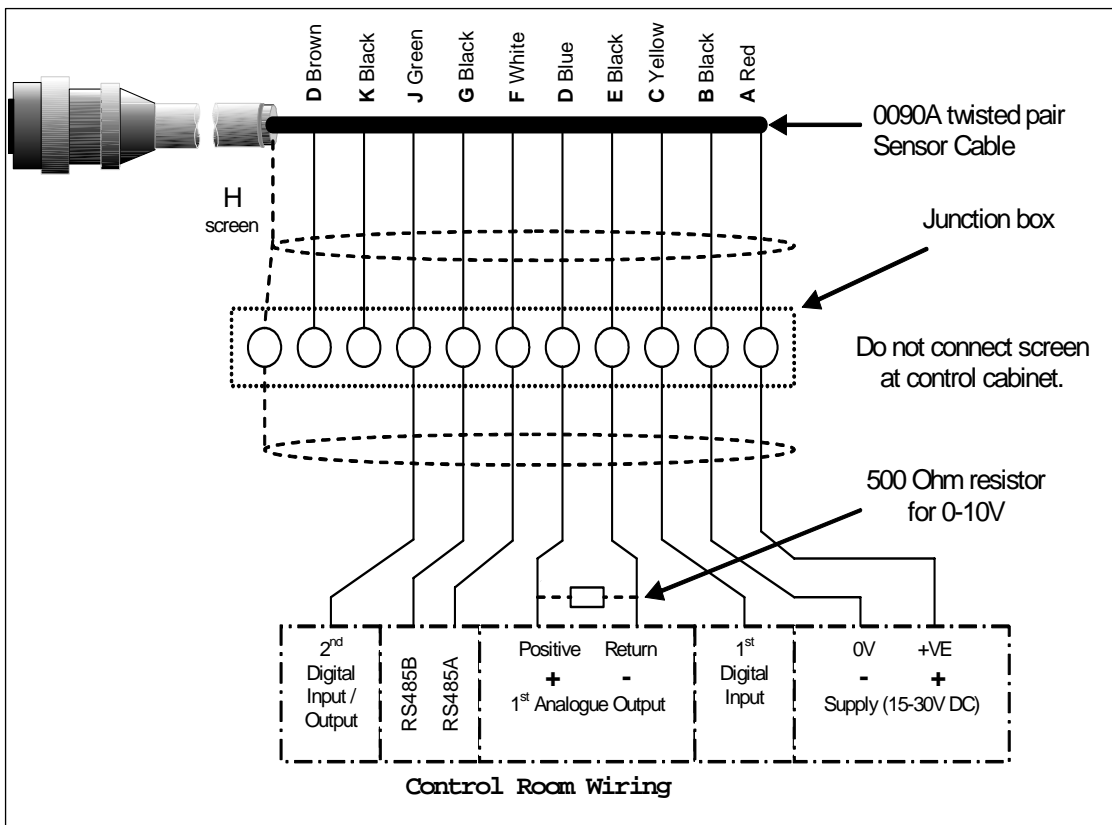 D Brown
K Black
J Green
G Black
F White
D Blue
E Black
C Yellow
B Black
A Red
0090A twisted pair
Sensor Cable
H
screen
Junction box
Do not connect screen
at control cabinet.
500 Ohm resistor
for 0-10V
2nd
Digital
Input /
Output
RS485B
RS485A
Positive Return
+ -
1st Analogue Output
1st
Digital
Input
0V +VE
- +
Supply (15-30V DC)
Control Room Wiring